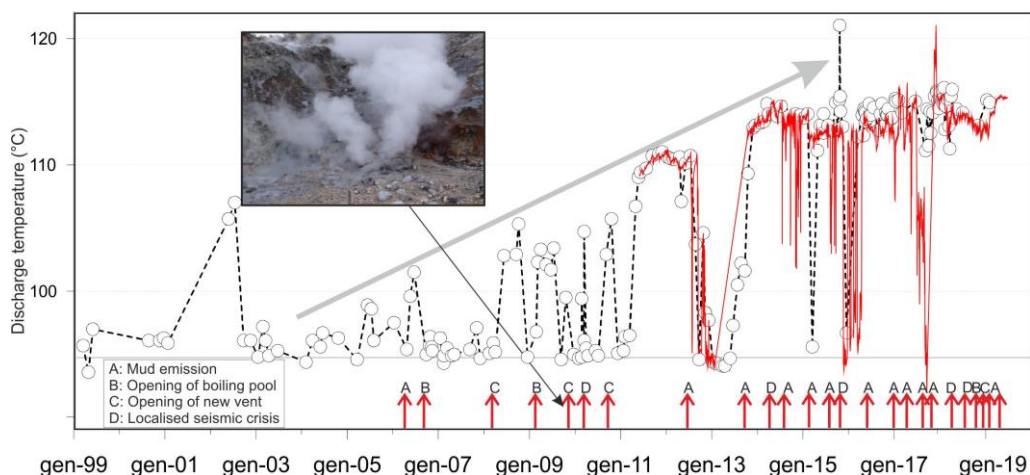 120
110
100
Discharge temperature (°C)
A: Mud emission
B: Opening of boiling pool
C: Opening of new vent
D: Localised seismic crisis
A B C B C D C A A D A A A D A A A A A D D B C A
gen-99 gen-01 gen-03 gen-05 gen-07 gen-09 gen-11 gen-13 gen-15 gen-17 gen-19